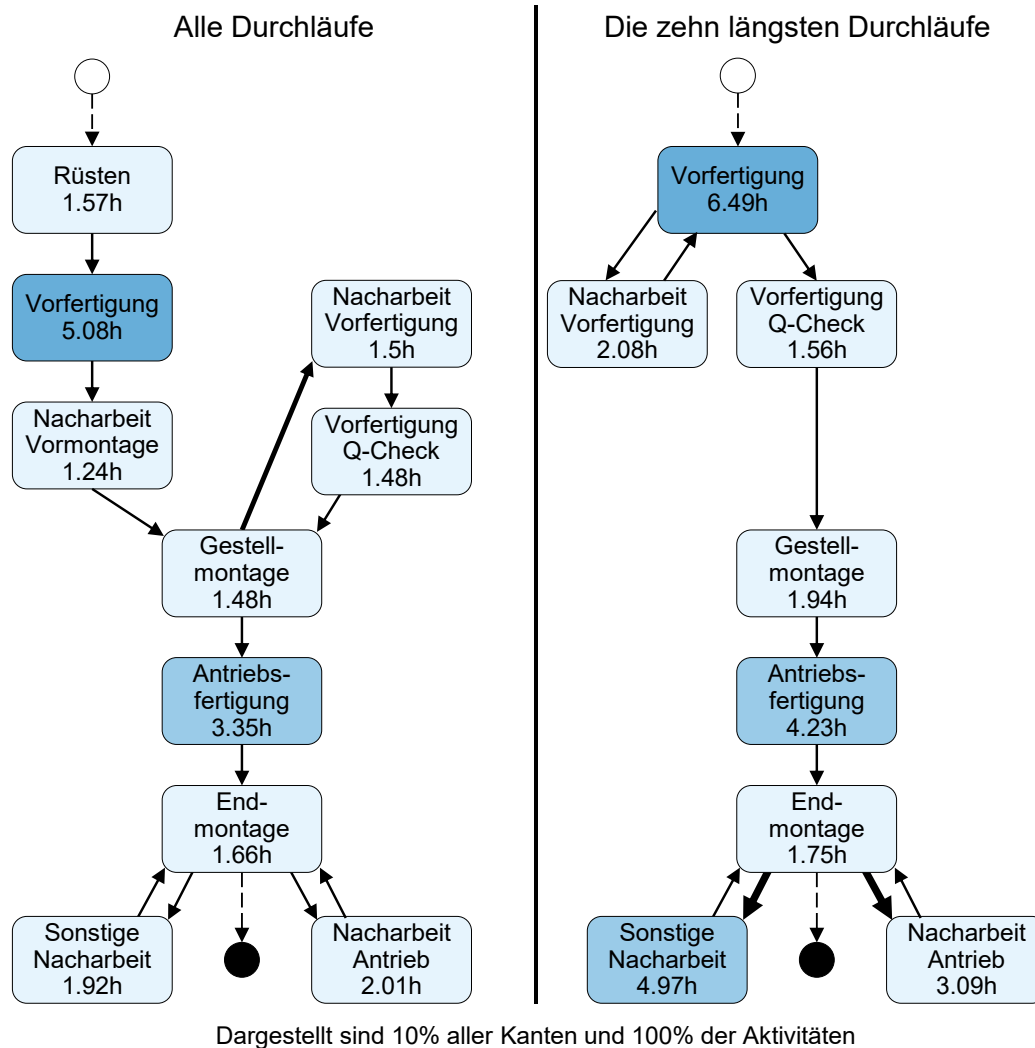 Alle Durchläufe
Rüsten
1.57h
Vorfertigung
5.08h
Nacharbeit
Vormontage
1.24h
Nacharbeit
Vorfertigung
1.5h
Vorfertigung
Q-Check
1.48h
Gestell-
montage
1.48h
Antriebs-
fertigung
3.35h
End-
montage
1.66h
Sonstige
Nacharbeit
1.92h
Nacharbeit
Antrieb
2.01h
Die zehn längsten Durchläufe
Vorfertigung
6.49h
Nacharbeit
Vorfertigung
2.08h
Vorfertigung
Q-Check
1.56h
Gestell-
montage
1.94h
Antriebs-
fertigung
4.23h
End-
montage
1.75h
Sonstige
Nacharbeit
4.97h
Nacharbeit
Antrieb
3.09h
Dargestellt sind 10% aller Kanten und 100% der Aktivitäten